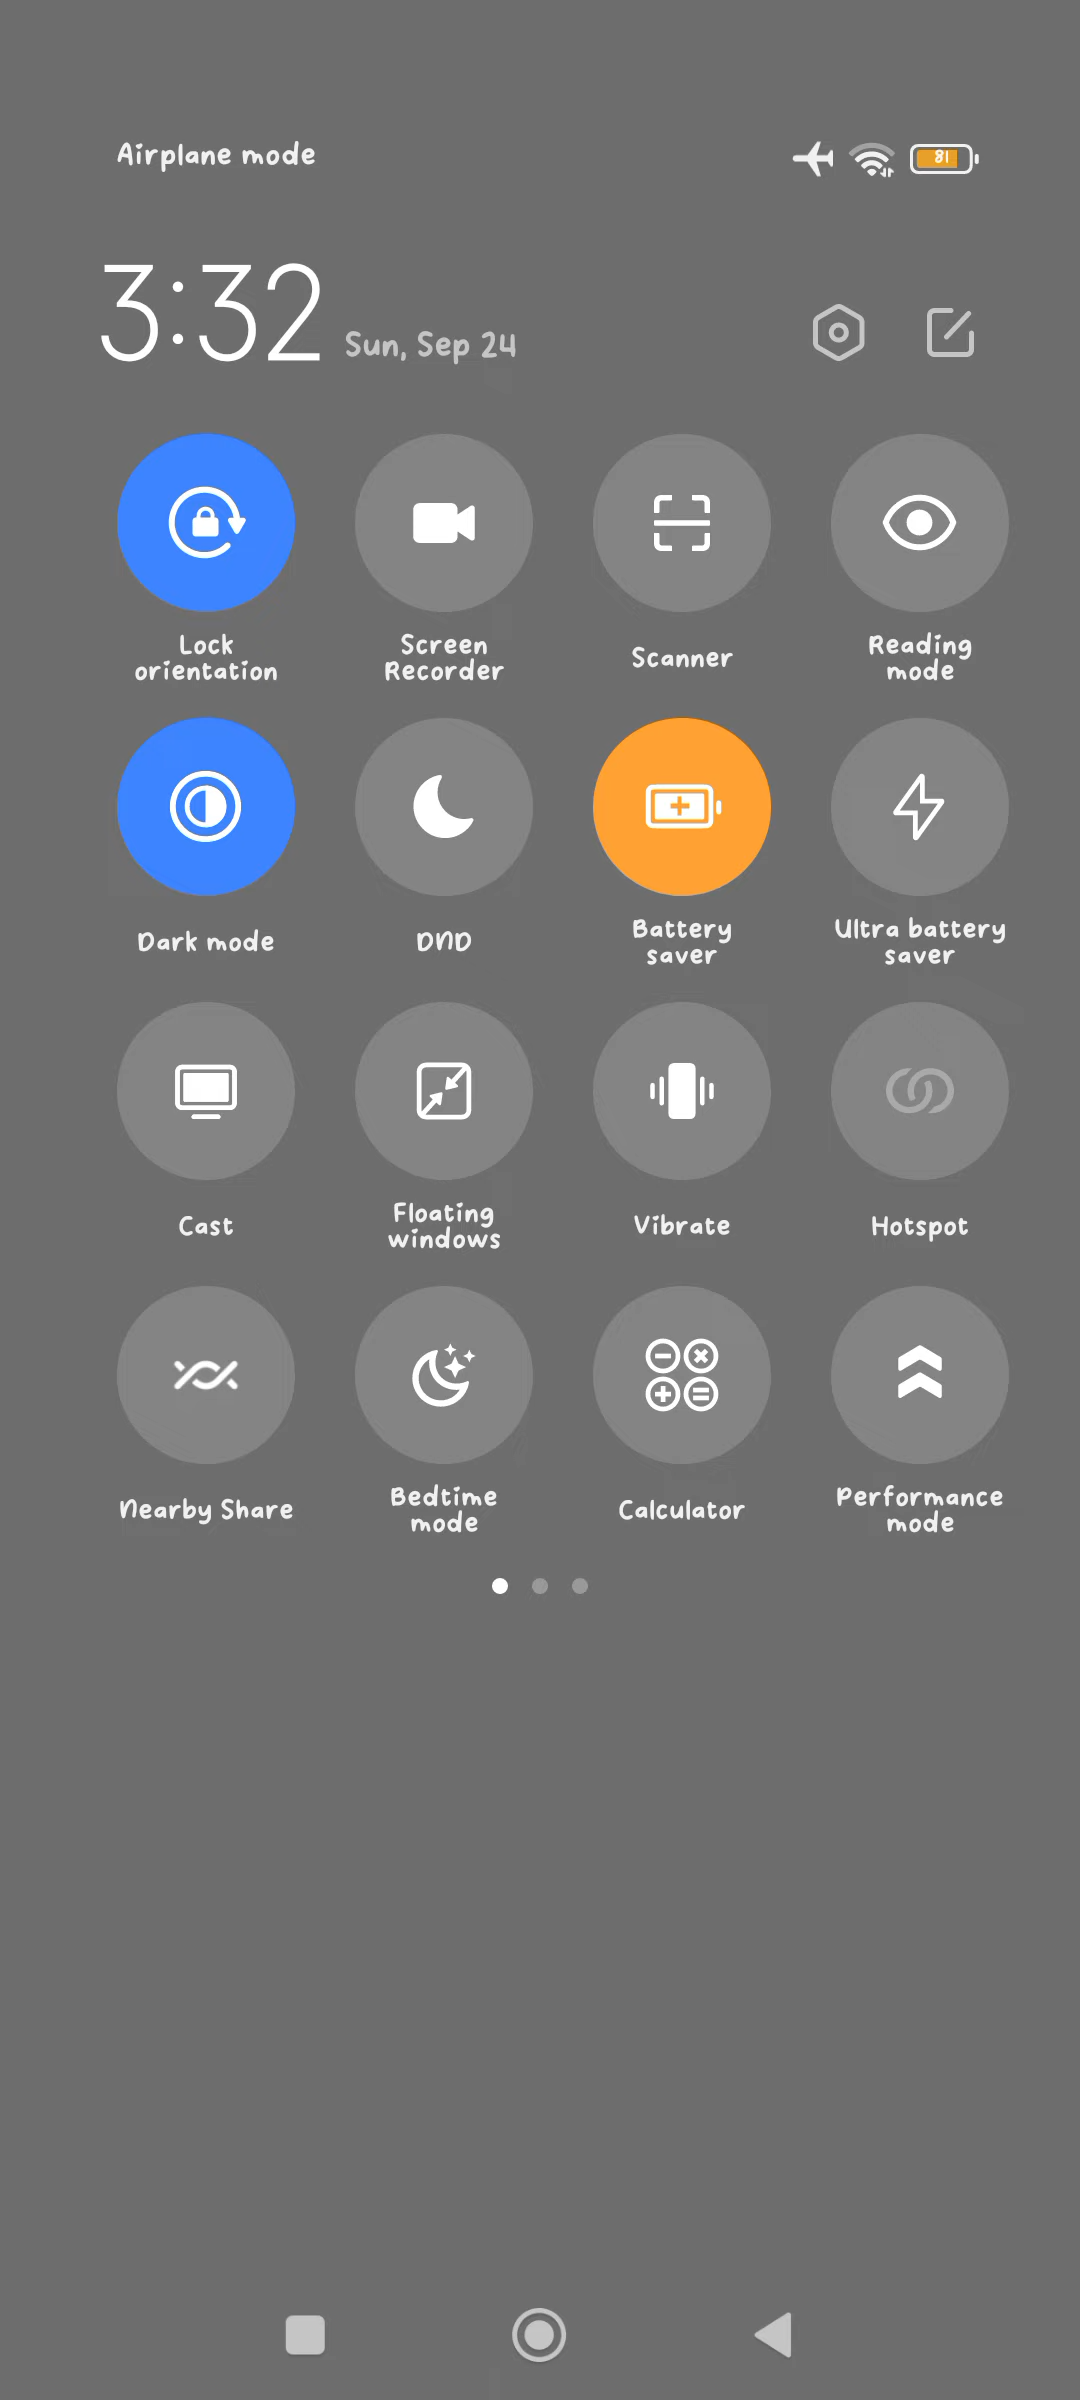 Airplane mode
81
3:32 Sun, Sep 24
Lock
orientation
Screen
Recorder
Scanner
Reading
mode
Dark mode
DND
Battery
saver
Ultra battery
saver
Cast
Floating
windows
Vibrate
Hotspot
Nearby Share
Bedtime
mode
Calculator
Performance
mode